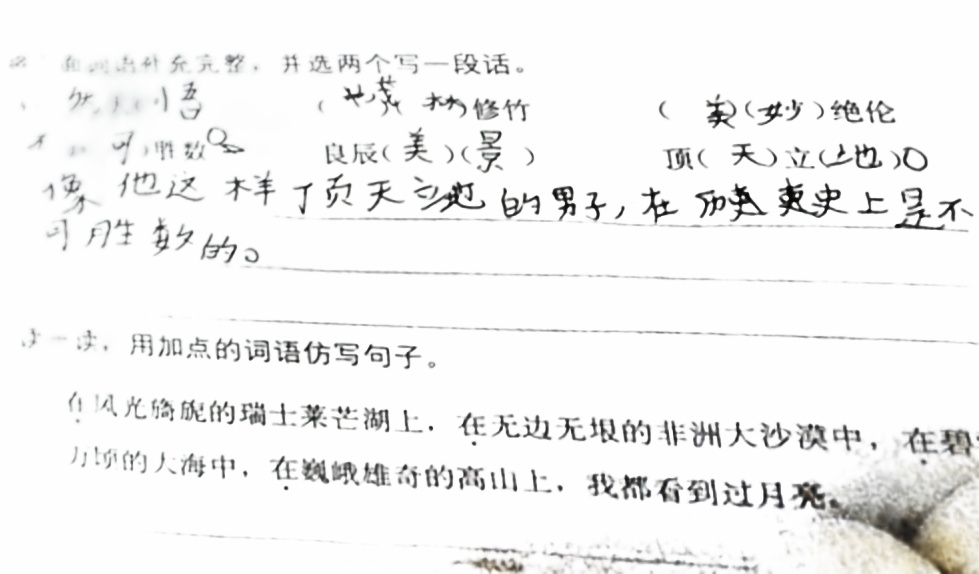 面词语补充完整，并选两个写一段话。
悟 （茂林）修竹 （美）（妙）绝伦
可）胜数 良辰（美）（景） 顶（天）立（地）
像他这样顶天立地的男子，在历史上是不
可胜数的。
读一读，用加点的词语仿写句子。
在风光旖旎的瑞士莱芒湖上，在无边无垠的非洲大沙漠中，在碧
万顷的大海中，在巍峨雄奇的高山上，我都看到过月亮。